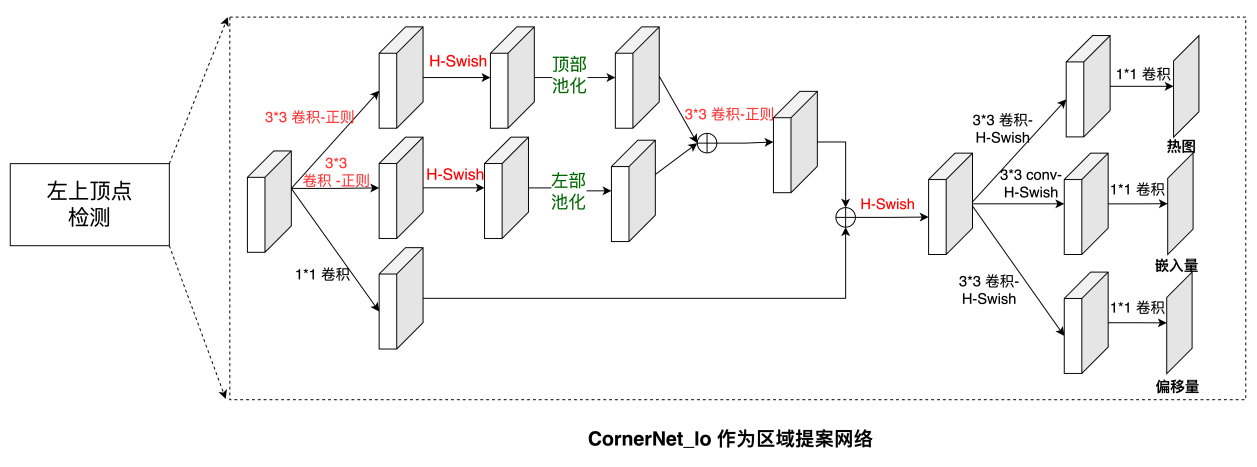 左上顶点
检测
3*3 卷积-正则
H-Swish
顶部
池化
3*3
卷积 -正则
H-Swish
左部
池化
1*1 卷积
3*3 卷积-正则
H-Swish
3*3 卷积-
H-Swish
1*1 卷积
热图
3*3 conv-
H-Swish
1*1 卷积
嵌入量
3*3 卷积-
H-Swish
1*1 卷积
偏移量
CornerNet_lo 作为区域提案网络